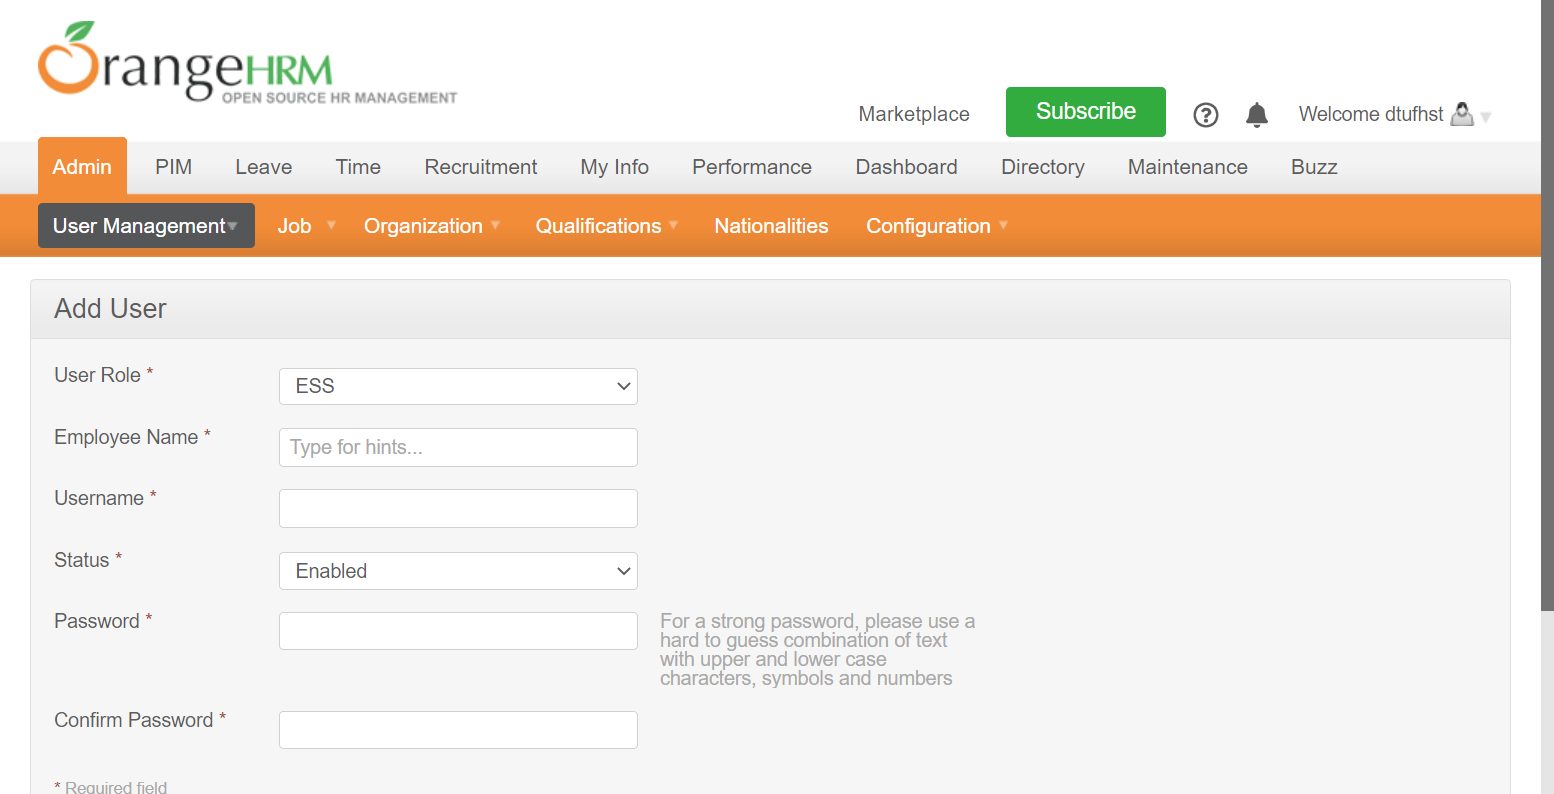 OrangeHRM
OPEN SOURCE HR MANAGEMENT
Marketplace
Subscribe
?
Welcome dtufhst
Admin PIM Leave Time Recruitment My Info Performance Dashboard Directory Maintenance Buzz
User Management Job Organization Qualifications Nationalities Configuration
Add User
User Role * ESS
Employee Name * Type for hints...
Username *
Status * Enabled
Password * For a strong password, please use a
hard to guess combination of text
with upper and lower case
characters, symbols and numbers
Confirm Password *
* Required field